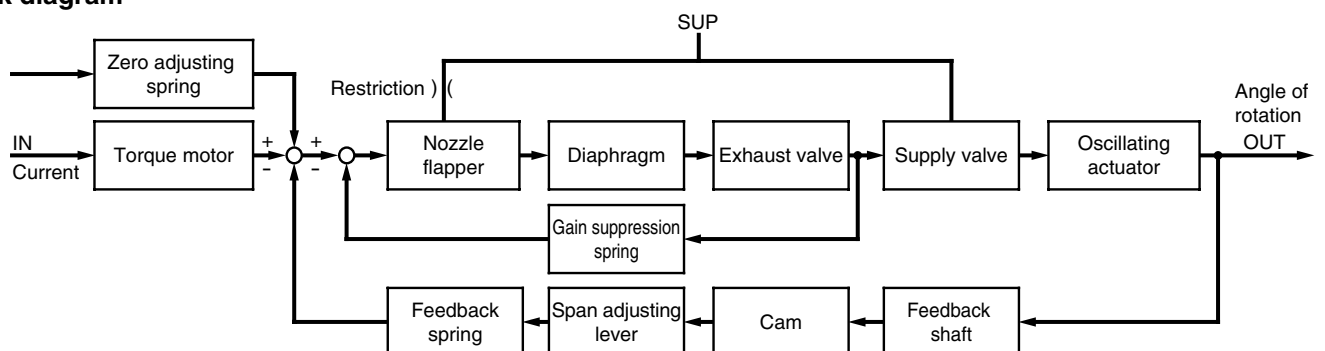 k diagram
SUP
Zero adjusting
spring
Restriction ) (
Angle of
rotation
OUT
IN
Current
Torque motor
+
-
+
-
Nozzle
flapper
Diaphragm
Exhaust valve
Supply valve
Oscillating
actuator
Gain suppression
spring
Feedback
spring
Span adjusting
lever
Cam
Feedback
shaft